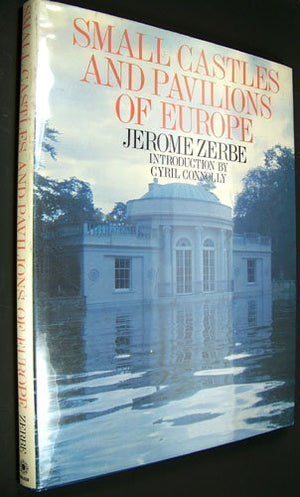 SMALL CASTLES
AND PAVILIONS
OF EUROPE
JEROME ZERBE
INTRODUCTION BY
CYRIL CONNOLLY
SMALL CASTLES AND PAVILIONS OF EUROPE ZERBE